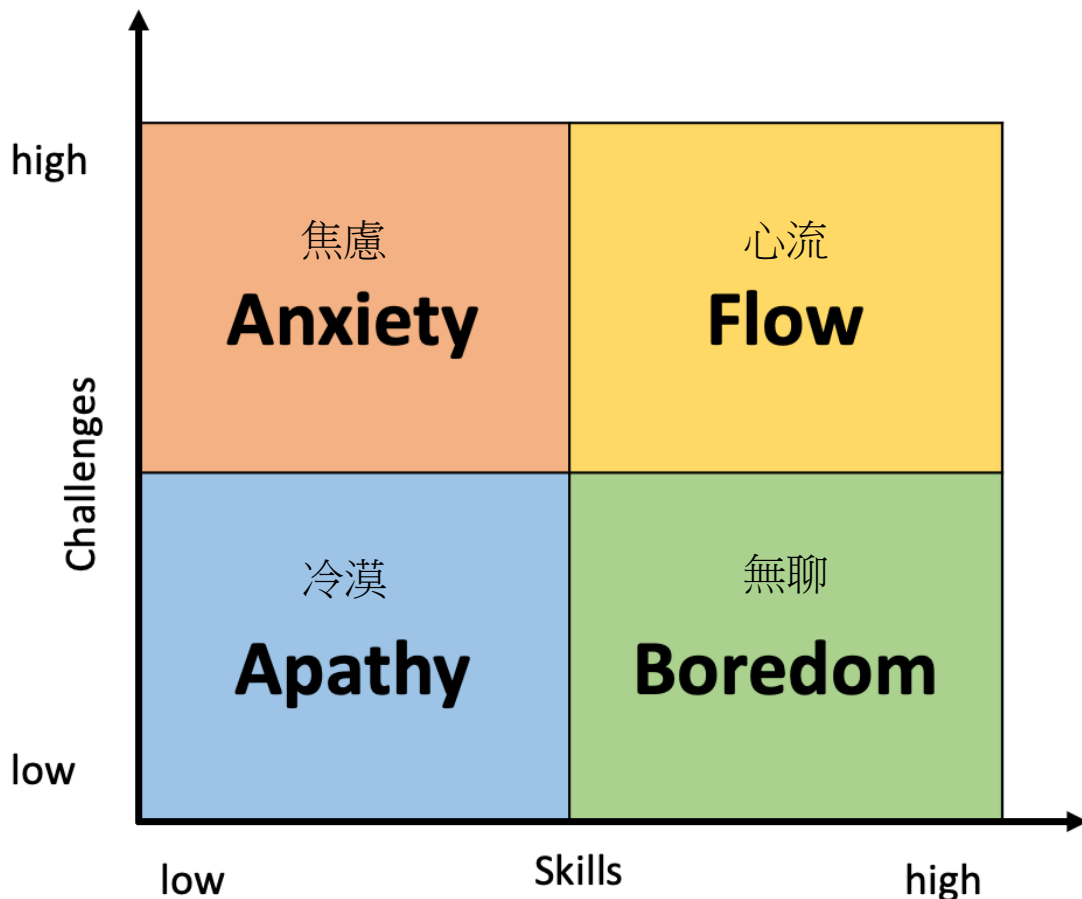 high
焦慮
Anxiety
心流
Flow
Challenges
冷漠
Apathy
無聊
Boredom
low
low
Skills
high